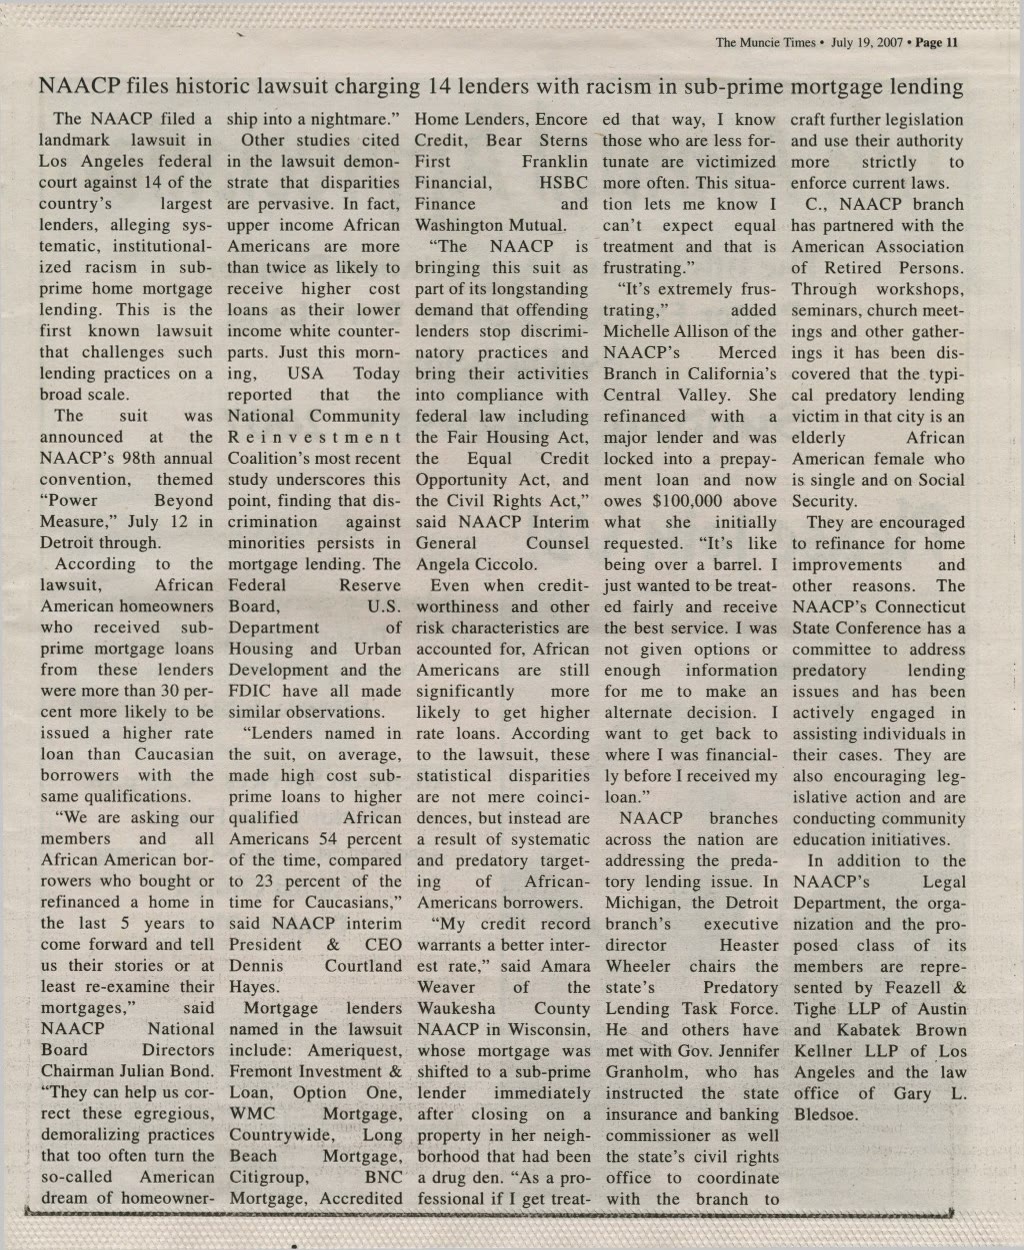 The Muncie Times • July 19, 2007 • Page 11
NAACP files historic lawsuit charging 14 lenders with racism in sub-prime mortgage lending
The NAACP filed a
landmark lawsuit in
Los Angeles federal
court against 14 of the
country's largest
lenders, alleging sys-
tematic, institutional-
ized racism in sub-
prime home mortgage
lending. This is the
first known lawsuit
that challenges such
lending practices on a
broad scale.
The suit was
announced at the
NAACP's 98th annual
convention, themed
“Power Beyond
Measure,” July 12 in
Detroit through.
According to the
lawsuit, African
American homeowners
who received sub-
prime mortgage loans
from these lenders
were more than 30 per-
cent more likely to be
issued a higher rate
loan than Caucasian
borrowers with the
same qualifications.
“We are asking our
members and all
African American bor-
rowers who bought or
refinanced a home in
the last 5 years to
come forward and tell
us their stories or at
least re-examine their
mortgages,” said
NAACP National
Board Directors
Chairman Julian Bond.
“They can help us cor-
rect these egregious,
demoralizing practices
that too often turn the
so-called American
dream of homeowner-
ship into a nightmare.”
Other studies cited
in the lawsuit demon-
strate that disparities
are pervasive. In fact,
upper income African
Americans are more
than twice as likely to
receive higher cost
loans as their lower
income white counter-
parts. Just this morn-
ing, USA Today
reported that the
National Community
Reinvestment
Coalition's most recent
study underscores this
point, finding that dis-
crimination against
minorities persists in
mortgage lending. The
Federal Reserve
Board, U.S.
Department of
Housing and Urban
Development and the
FDIC have all made
similar observations.
“Lenders named in
the suit, on average,
made high cost sub-
prime loans to higher
qualified African
Americans 54 percent
of the time, compared
to 23 percent of the
time for Caucasians,”
said NAACP interim
President & CEO
Dennis Courtland
Hayes.
Mortgage lenders
named in the lawsuit
include: Ameriquest,
Fremont Investment &
Loan, Option One,
WMC Mortgage,
Countrywide, Long
Beach Mortgage,
Citigroup, BNC
Mortgage, Accredited
Home Lenders, Encore
Credit, Bear Sterns
First Franklin
Financial, HSBC
Finance and
Washington Mutual.
“The NAACP is
bringing this suit as
part of its longstanding
demand that offending
lenders stop discrimi-
natory practices and
bring their activities
into compliance with
federal law including
the Fair Housing Act,
the Equal Credit
Opportunity Act, and
the Civil Rights Act,”
said NAACP Interim
General Counsel
Angela Ciccolo.
Even when credit-
worthiness and other
risk characteristics are
accounted for, African
Americans are still
significantly more
likely to get higher
rate loans. According
to the lawsuit, these
statistical disparities
are not mere coinci-
dences, but instead are
a result of systematic
and predatory target-
ing of African-
Americans borrowers.
“My credit record
warrants a better inter-
est rate,” said Amara
Weaver of the
Waukesha County
NAACP in Wisconsin,
whose mortgage was
shifted to a sub-prime
lender immediately
after closing on a
property in her neigh-
borhood that had been
a drug den. “As a pro-
fessional if I get treat-
ed that way, I know
those who are less for-
tunate are victimized
more often. This situa-
tion lets me know I
can't expect equal
treatment and that is
frustrating.”
“It's extremely frus-
trating,” added
Michelle Allison of the
NAACP's Merced
Branch in California's
Central Valley. She
refinanced with a
major lender and was
locked into a prepay-
ment loan and now
owes $100,000 above
what she initially
requested. “It's like
being over a barrel. I
just wanted to be treat-
ed fairly and receive
the best service. I was
not given options or
enough information
for me to make an
alternate decision. I
want to get back to
where I was financial-
ly before I received my
loan.”
NAACP branches
across the nation are
addressing the preda-
tory lending issue. In
Michigan, the Detroit
branch's executive
director Heaster
Wheeler chairs the
state's Predatory
Lending Task Force.
He and others have
met with Gov. Jennifer
Granholm, who has
instructed the state
insurance and banking
commissioner as well
the state's civil rights
office to coordinate
with the branch to
craft further legislation
and use their authority
more strictly to
enforce current laws.
C., NAACP branch
has partnered with the
American Association
of Retired Persons.
Through workshops,
seminars, church meet-
ings and other gather-
ings it has been dis-
covered that the typi-
cal predatory lending
victim in that city is an
elderly African
American female who
is single and on Social
Security.
They are encouraged
to refinance for home
improvements and
other reasons. The
NAACP's Connecticut
State Conference has a
committee to address
predatory lending
issues and has been
actively engaged in
assisting individuals in
their cases. They are
also encouraging leg-
islative action and are
conducting community
education initiatives.
In addition to the
NAACP's Legal
Department, the orga-
nization and the pro-
posed class of its
members are repre-
sented by Feazell &
Tighe LLP of Austin
and Kabatek Brown
Kellner LLP of Los
Angeles and the law
office of Gary L.
Bledsoe.